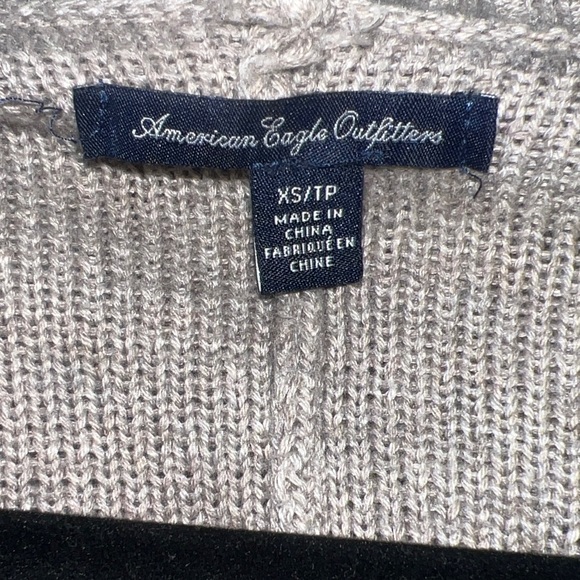 American Eagle Outfitters
XS/TP
MADE IN
CHINA
FABRIQUÉ EN
CHINE